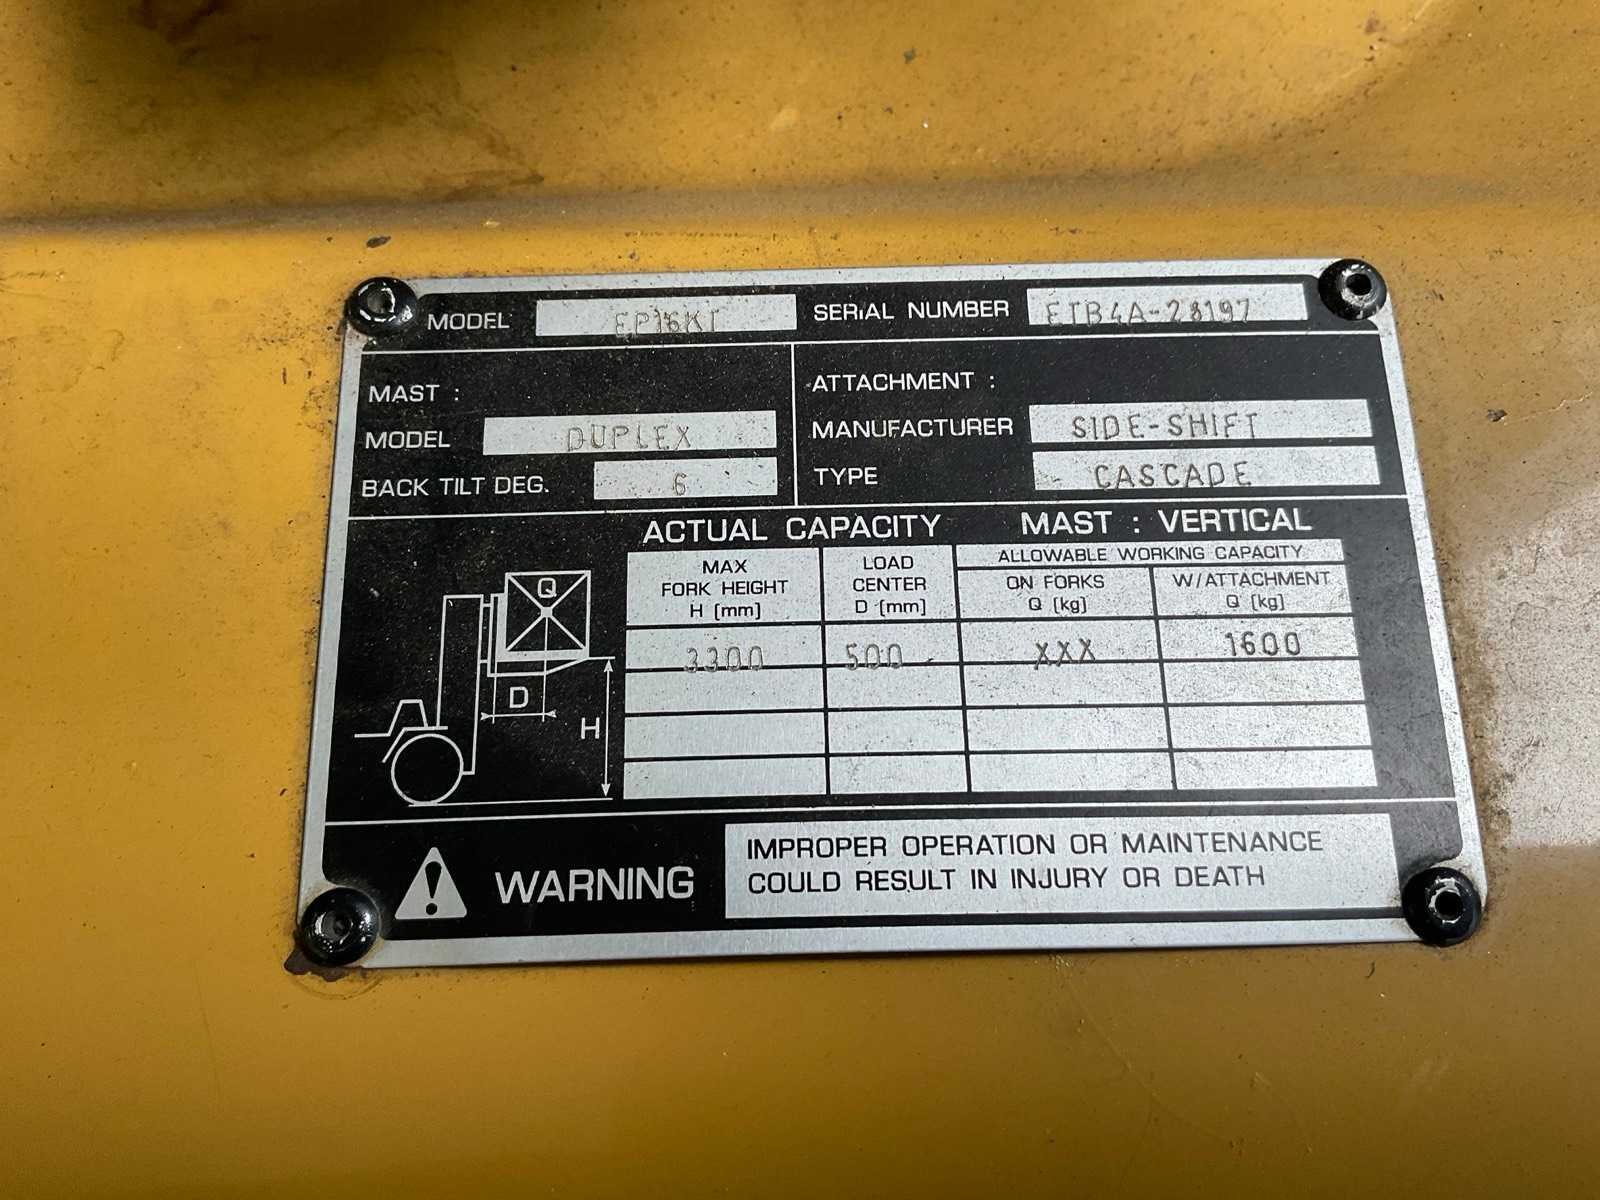 MODEL EP16KT SERIAL NUMBER ETB4A-28197
MAST :
MODEL DUPLEX
BACK TILT DEG. 6
ATTACHMENT :
MANUFACTURER SIDE-SHIFT
TYPE CASCADE
ACTUAL CAPACITY MAST : VERTICAL
MAX
FORK HEIGHT
H (mm)
LOAD
CENTER
D (mm)
ALLOWABLE WORKING CAPACITY
ON FORKS
Q (kg)
W/ATTACHMENT
Q (kg)
3300 500 XXX 1600
Q
D
H
WARNING
IMPROPER OPERATION OR MAINTENANCE
COULD RESULT IN INJURY OR DEATH